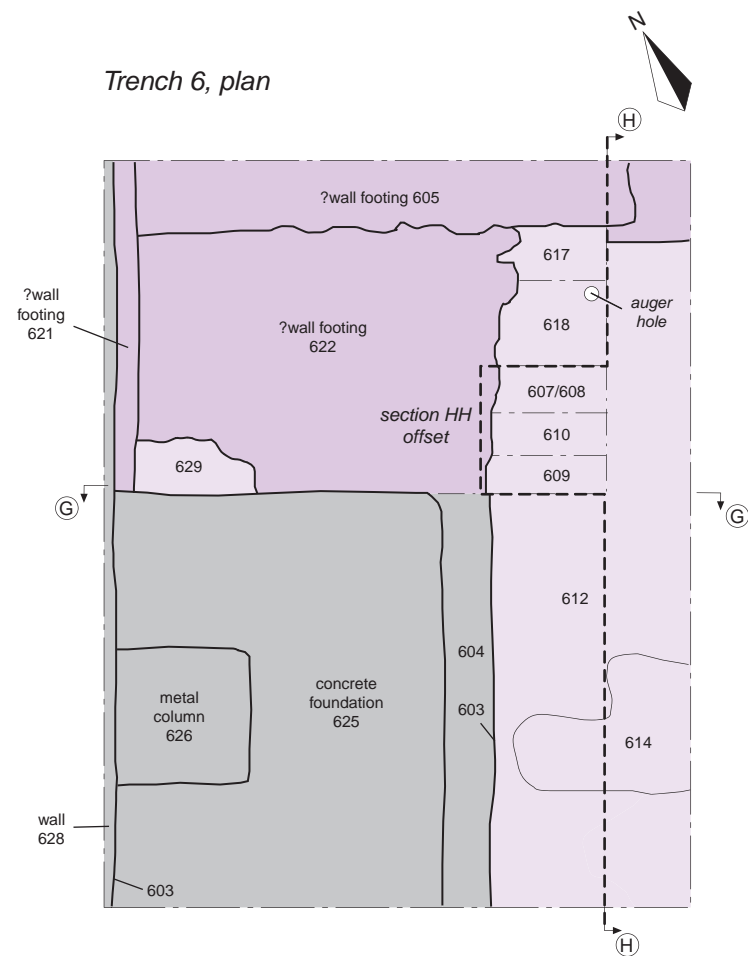 N
Trench 6, plan
H
?wall footing 605
617
?wall
footing
621
auger
hole
618
?wall footing
622
607/608
section HH
offset
610
629
609
G
G
612
604
metal
column
626
concrete
foundation
625
603
614
wall
628
603
H